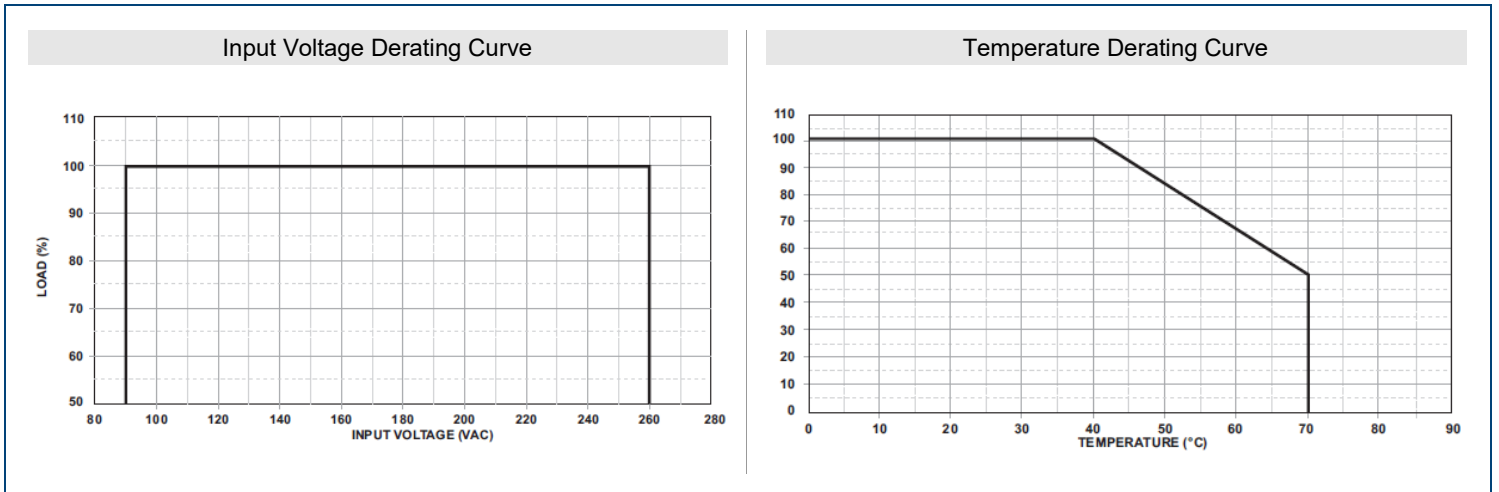 Input Voltage Derating Curve
110
100
90
80
70
60
50
LOAD (%)
80 100 120 140 160 180 200 220 240 260 280
INPUT VOLTAGE (VAC)
Temperature Derating Curve
110
100
90
80
70
60
50
40
30
20
10
0
0 10 20 30 40 50 60 70 80 90
TEMPERATURE (°C)